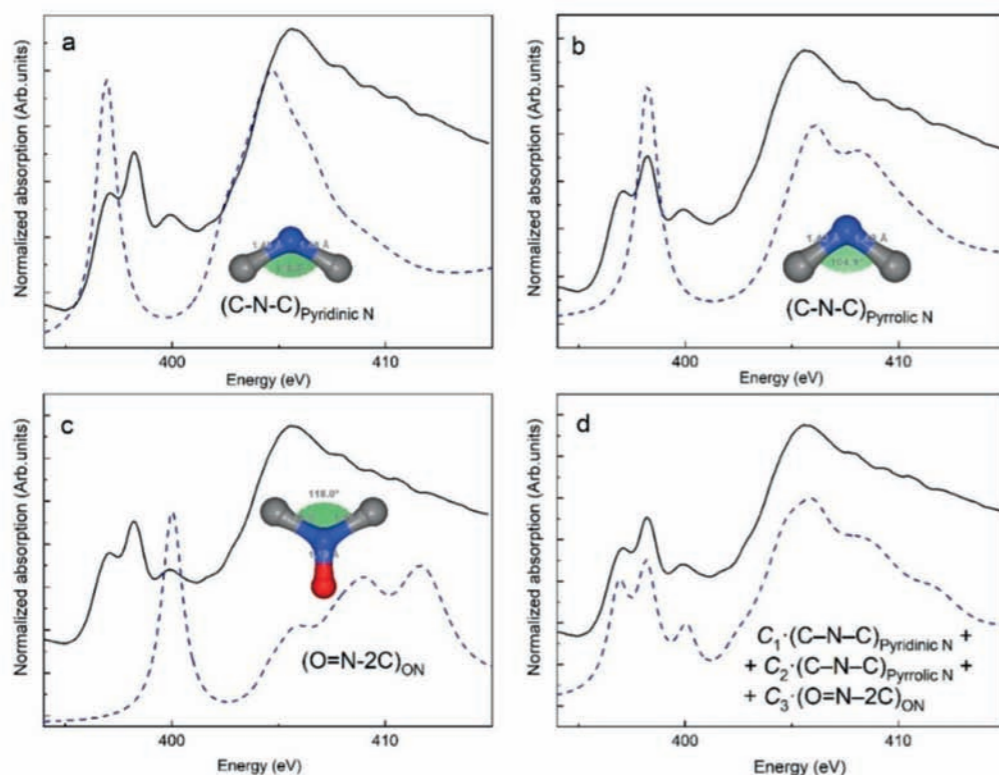 a
Normalized absorption (Arb.units)
(C-N-C)Pyridinic N
400
410
Energy (eV)
b
Normalized absorption (Arb.units)
104.1°
(C-N-C)Pyrrolic N
400
410
Energy (eV)
c
Normalized absorption (Arb.units)
118.0°
(O=N-2C)ON
400
410
Energy (eV)
d
Normalized absorption (Arb.units)
C1·(C–N–C)Pyridinic N +
+ C2·(C–N–C)Pyrrolic N +
+ C3·(O=N–2C)ON
400
410
Energy (eV)